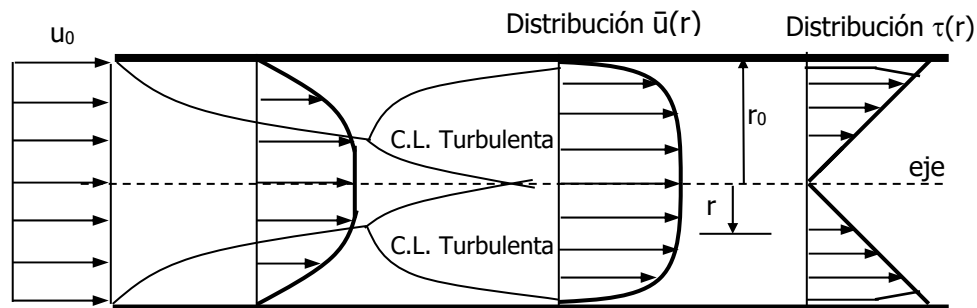 Distribución ū(r)
Distribución τ(r)
u₀
r₀
C.L. Turbulenta
eje
r
C.L. Turbulenta